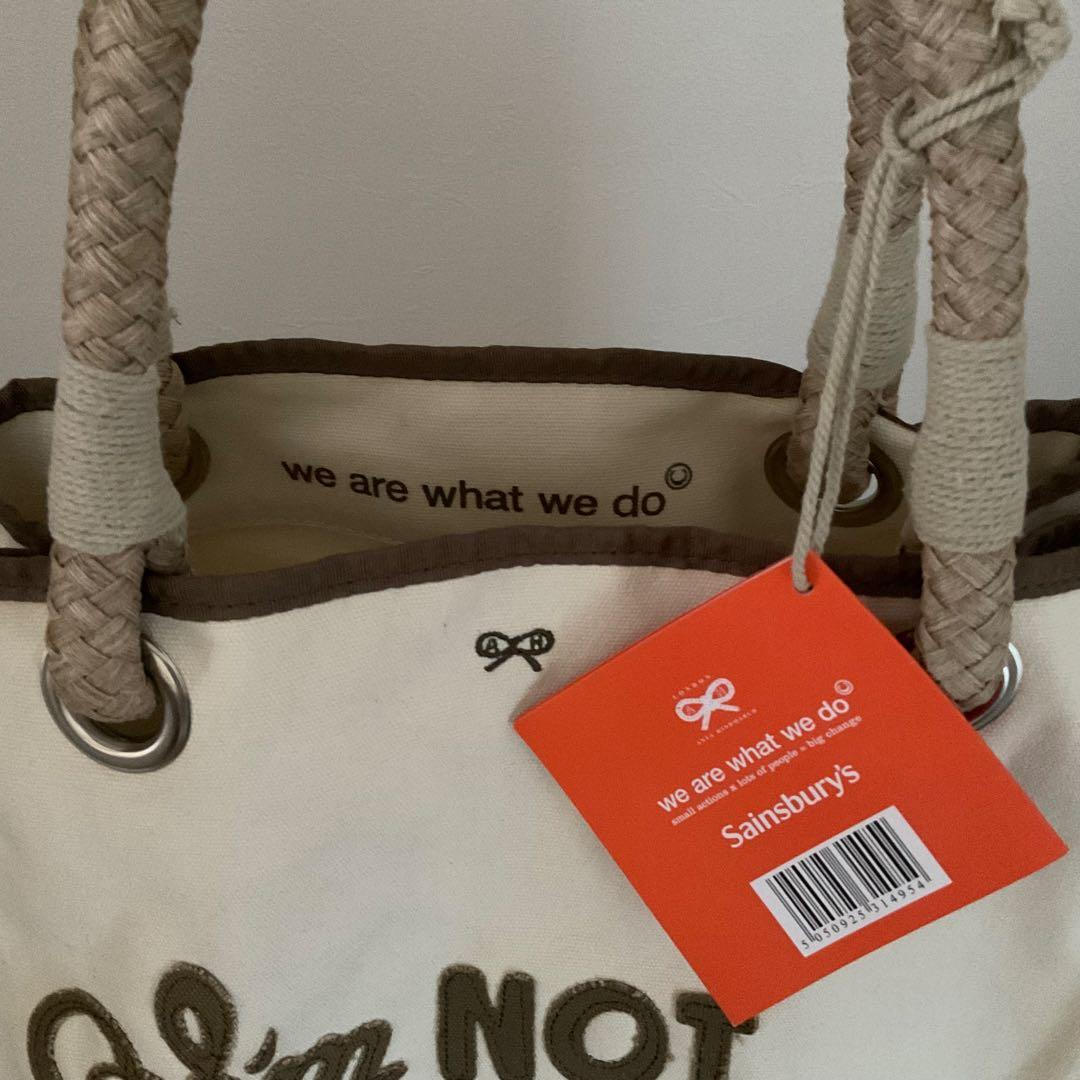 we are what we do©
A H
LONDON
A H
ANYA HINDMARCH
we are what we do©
small actions x lots of people = big change
Sainsbury's
5 050925 314954
I'm NOT